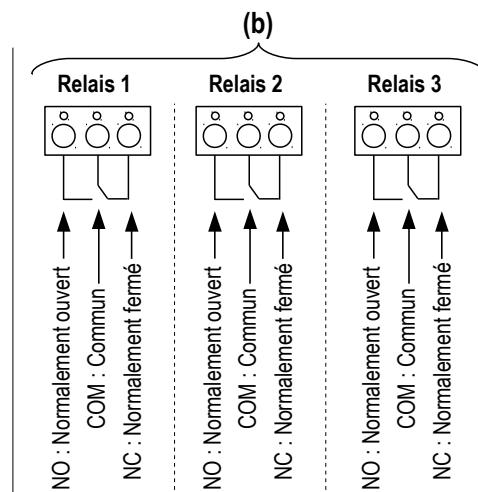 (b)
Relais 1
Relais 2
Relais 3
NO : Normalement ouvert
COM : Commun
NC : Normalement fermé
NO : Normalement ouvert
COM : Commun
NC : Normalement fermé
NO : Normalement ouvert
COM : Commun
NC : Normalement fermé